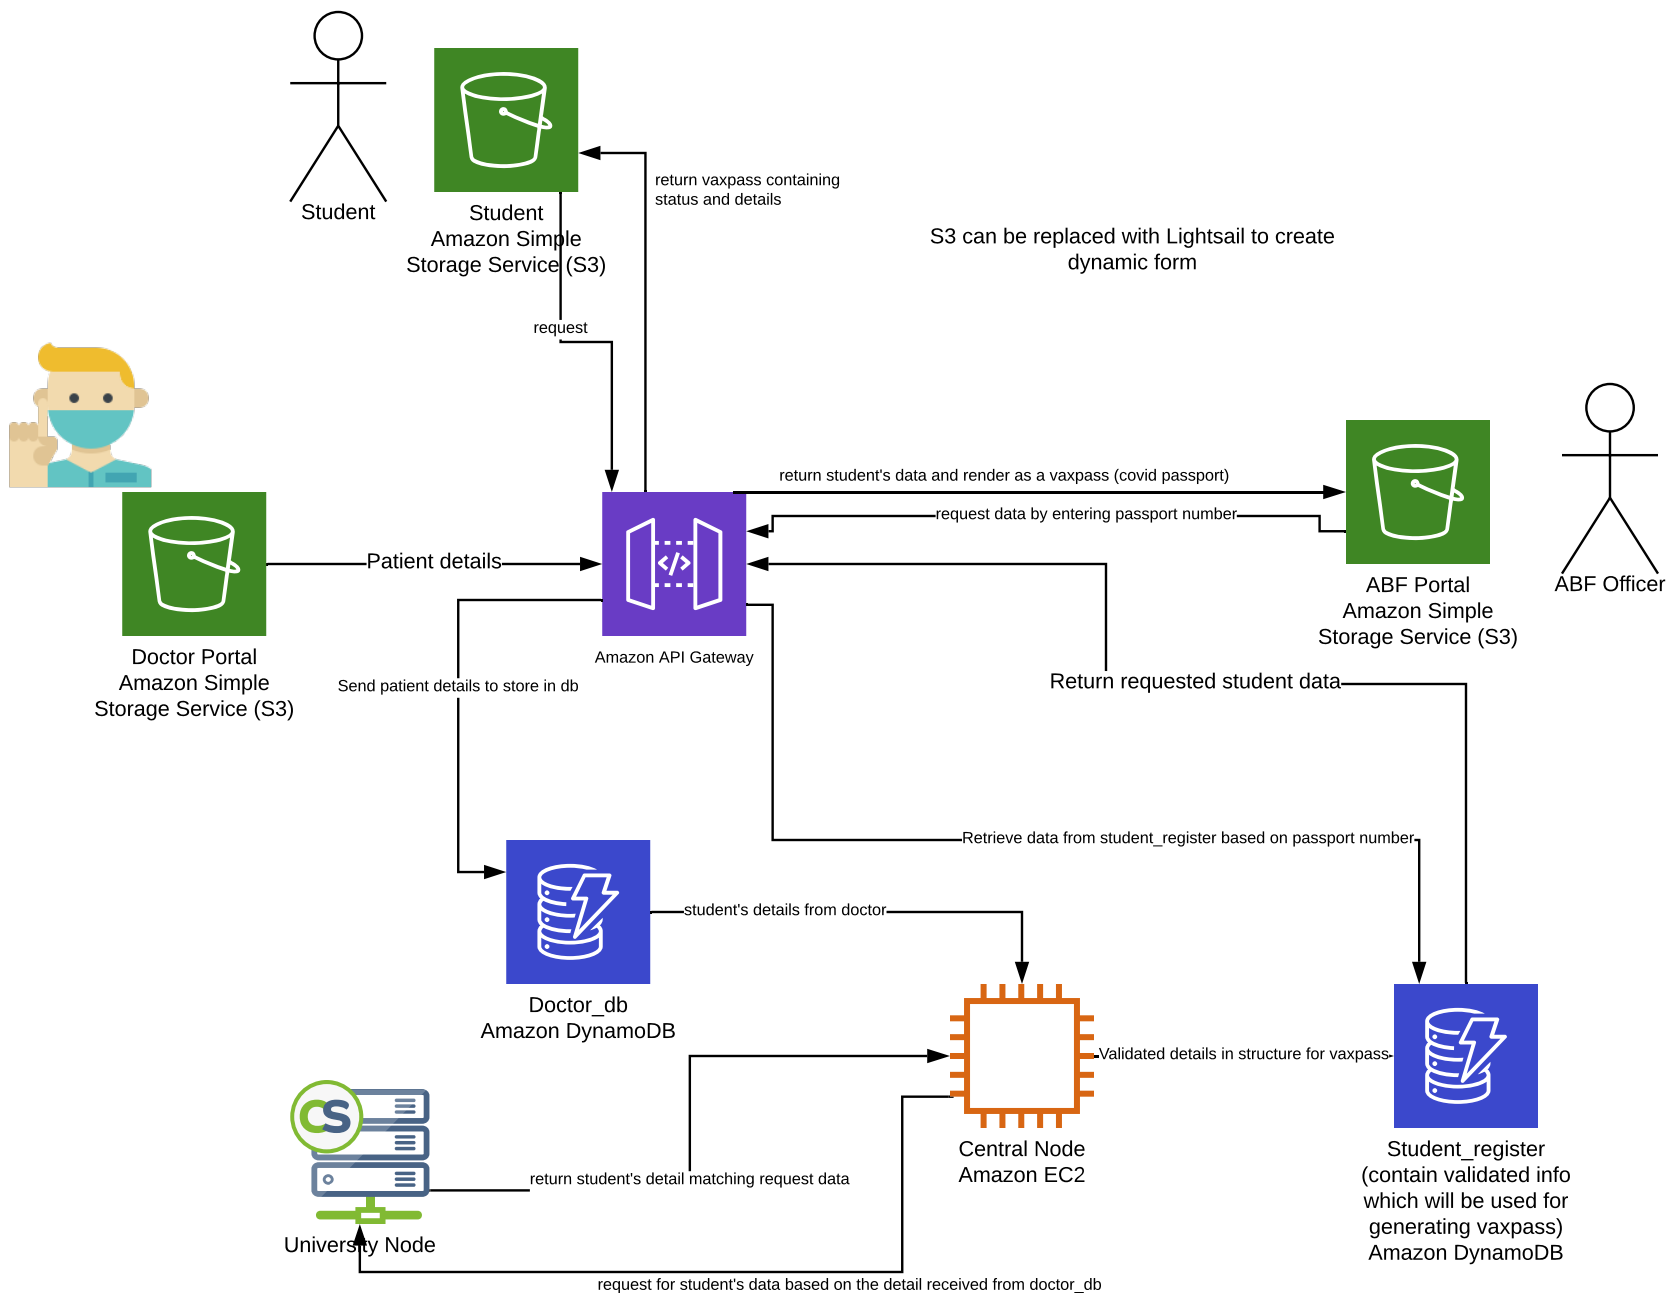 Student
Student
Amazon Simple
Storage Service (S3)
return vaxpass containing
status and details
S3 can be replaced with Lightsail to create
dynamic form
request
return student's data and render as a vaxpass (covid passport)
request data by entering passport number
Patient details
</>
Amazon API Gateway
ABF Portal
Amazon Simple
Storage Service (S3)
ABF Officer
Doctor Portal
Amazon Simple
Storage Service (S3)
Send patient details to store in db
Return requested student data
Retrieve data from student_register based on passport number
student's details from doctor
Doctor_db
Amazon DynamoDB
Validated details in structure for vaxpass
CS
return student's detail matching request data
Central Node
Amazon EC2
Student_register
(contain validated info
which will be used for
generating vaxpass)
Amazon DynamoDB
University Node
request for student's data based on the detail received from doctor_db